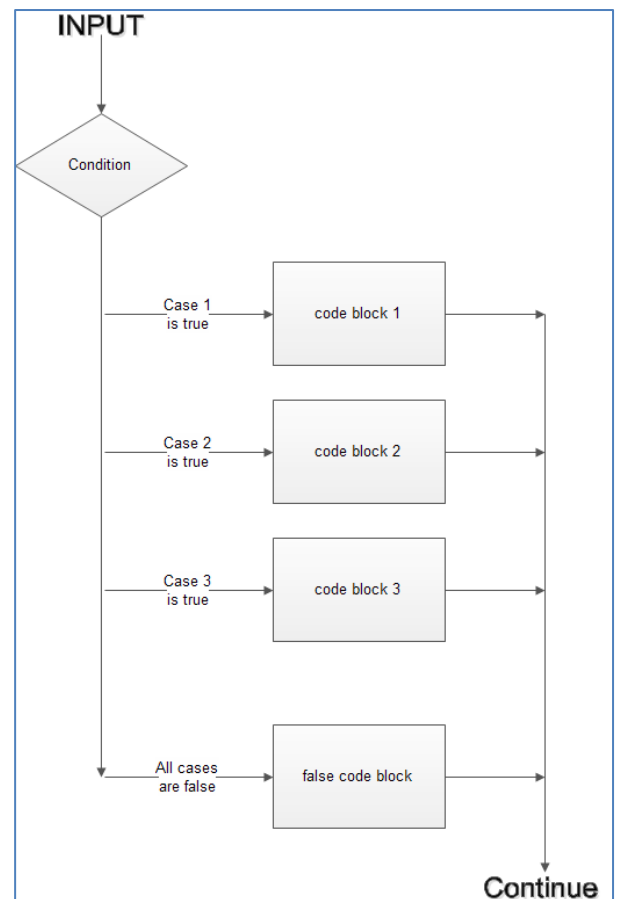 INPUT
Condition
Case 1
is true
code block 1
Case 2
is true
code block 2
Case 3
is true
code block 3
All cases
are false
false code block
Continue